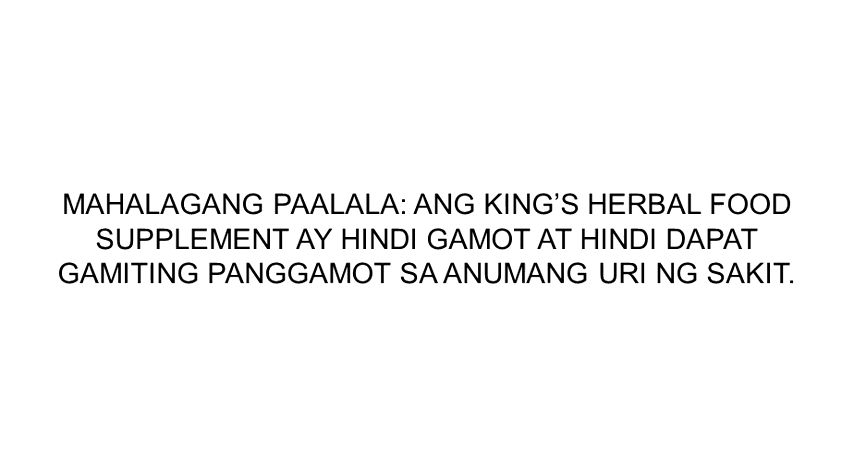 MAHALAGANG PAALALA: ANG KING’S HERBAL FOOD
SUPPLEMENT AY HINDI GAMOT AT HINDI DAPAT
GAMITING PANGGAMOT SA ANUMANG URI NG SAKIT.